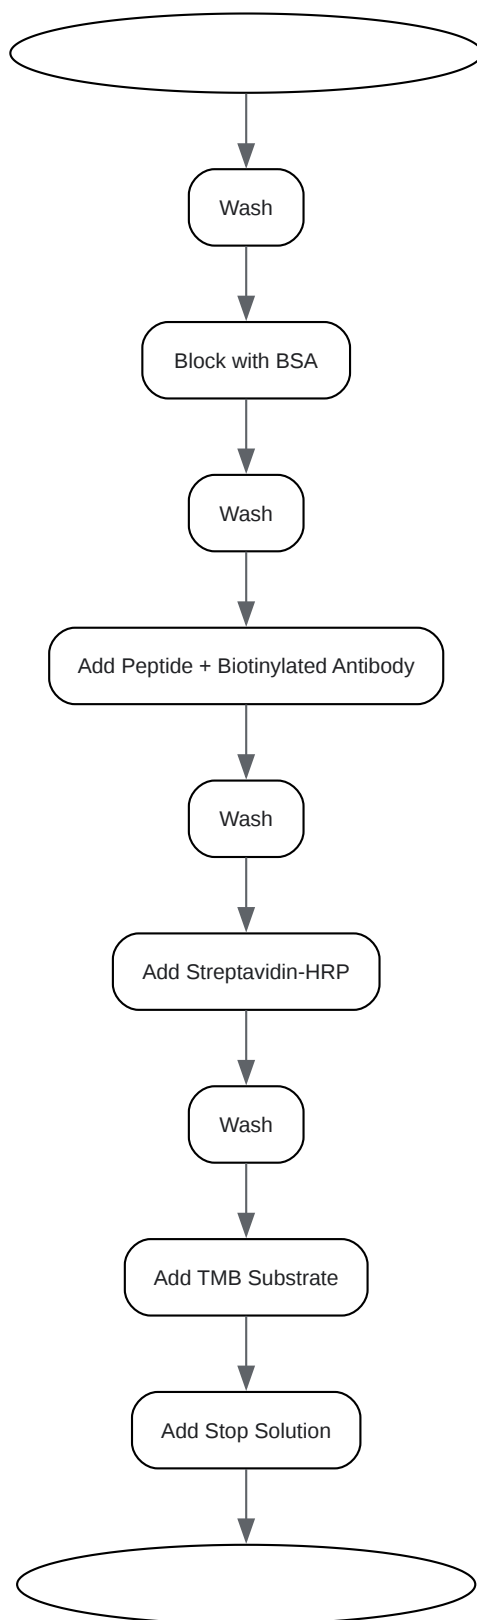 Wash
Block with BSA
Wash
Add Peptide + Biotinylated Antibody
Wash
Add Streptavidin-HRP
Wash
Add TMB Substrate
Add Stop Solution